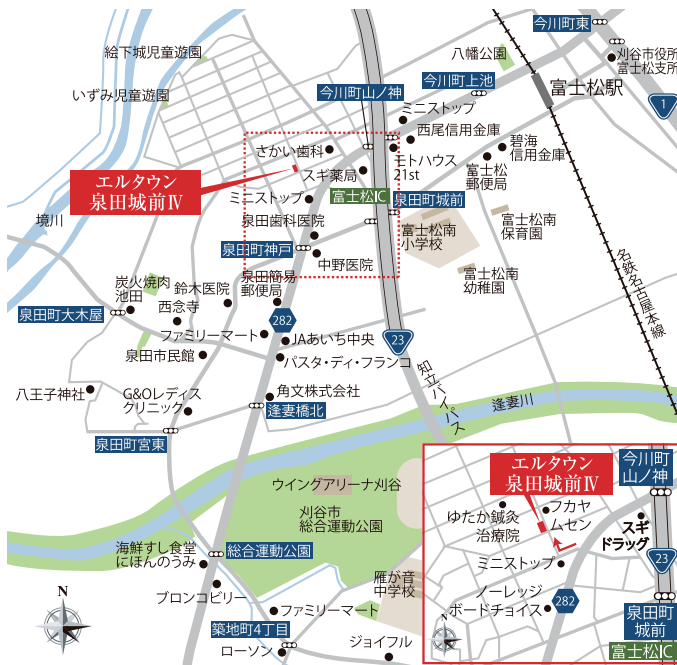 今川町東
絵下城児童遊園
八幡公園
刈谷市役所
富士松支所
今川町上池
富士松駅
いずみ児童遊園
今川町山ノ神
1
ミニストップ
西尾信用金庫
碧海
信用金庫
さかい歯科
モトハウス
21st
富士松
郵便局
スギ薬局
エルタウン
泉田城前Ⅳ
富士松IC
泉田町城前
ミニストップ
境川
泉田歯科医院
富士松南
小学校
富士松南
保育園
泉田町神戸
中野医院
名鉄名古屋本線
富士松南
幼稚園
炭火焼肉
池田
鈴木医院
泉田簡易
郵便局
西念寺
泉田町大木屋
282
ファミリーマート
JAあいち中央
23
泉田市民館
パスタ・ディ・フランコ
知立バイパス
八王子神社
G&Oレディス
クリニック
角文株式会社
逢妻橋北
逢妻川
泉田町宮東
ウイングアリーナ刈谷
刈谷市
総合運動公園
海鮮すし食堂
にほんのうみ
総合運動公園
雁が音
中学校
ブロンコビリー
ファミリーマート
築地町4丁目
ローソン
ジョイフル
N
エルタウン
泉田城前Ⅳ
今川町
山ノ神
フカヤ
ムセン
ゆたか鍼灸
治療院
スギ
ドラッグ
ミニストップ
23
ノーレッジ
ボードチョイス
282
泉田町
城前
富士松IC
N